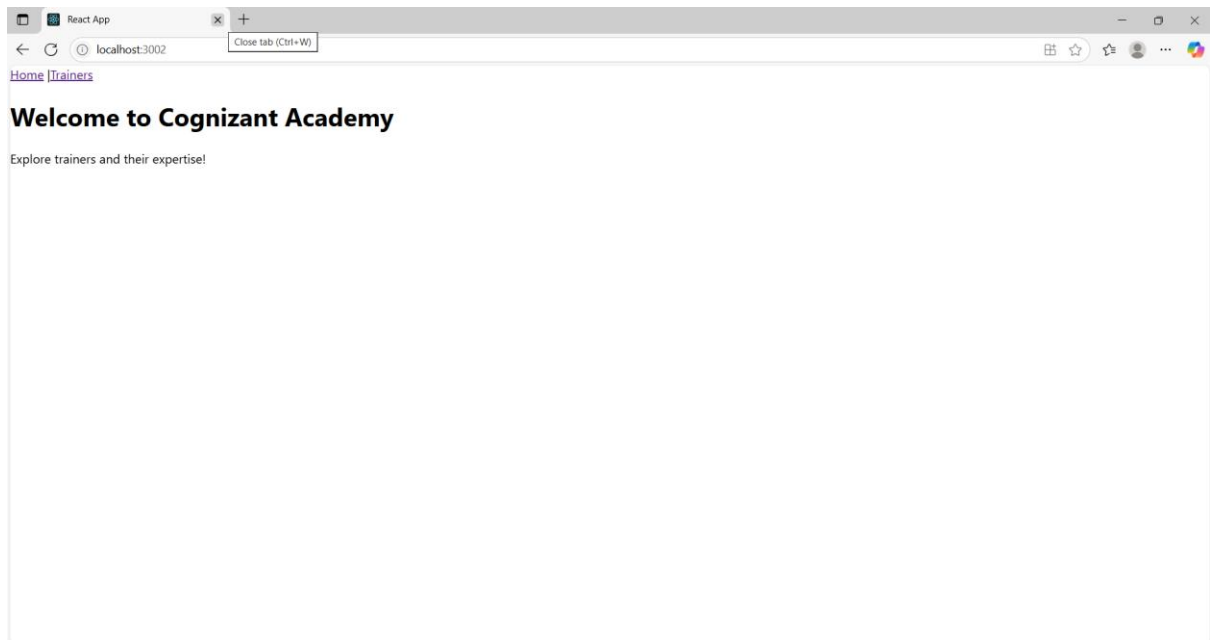 React App
Close tab (Ctrl+W)
localhost:3002
Home |Trainers
Welcome to Cognizant Academy
Explore trainers and their expertise!